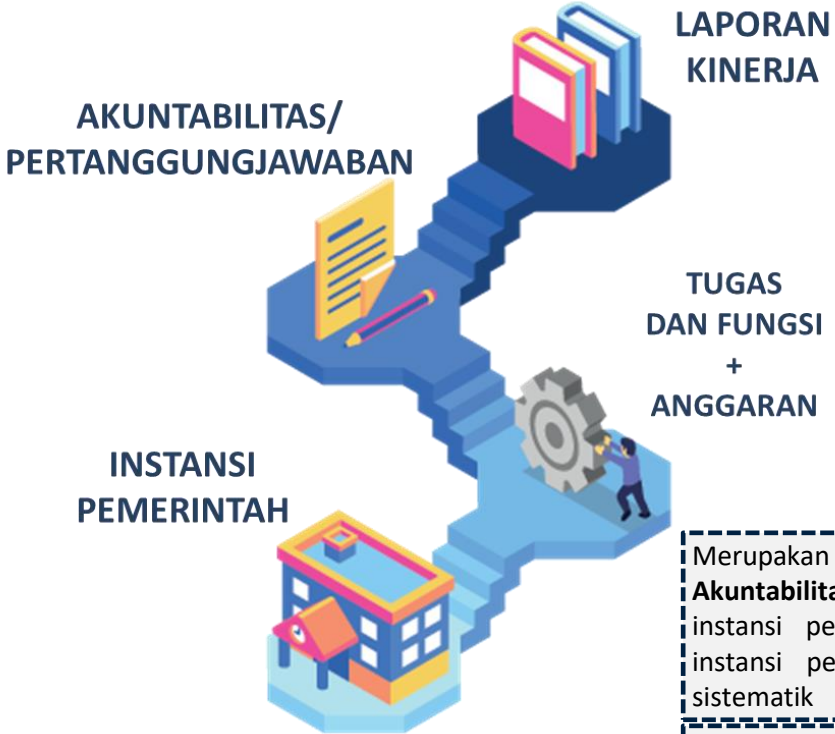 LAPORAN
KINERJA
AKUNTABILITAS/
PERTANGGUNGJAWABAN
TUGAS
DAN FUNGSI
+
ANGGARAN
INSTANSI
PEMERINTAH
Merupakan
Akuntabilita
instansi pe
instansi pe
sistematik